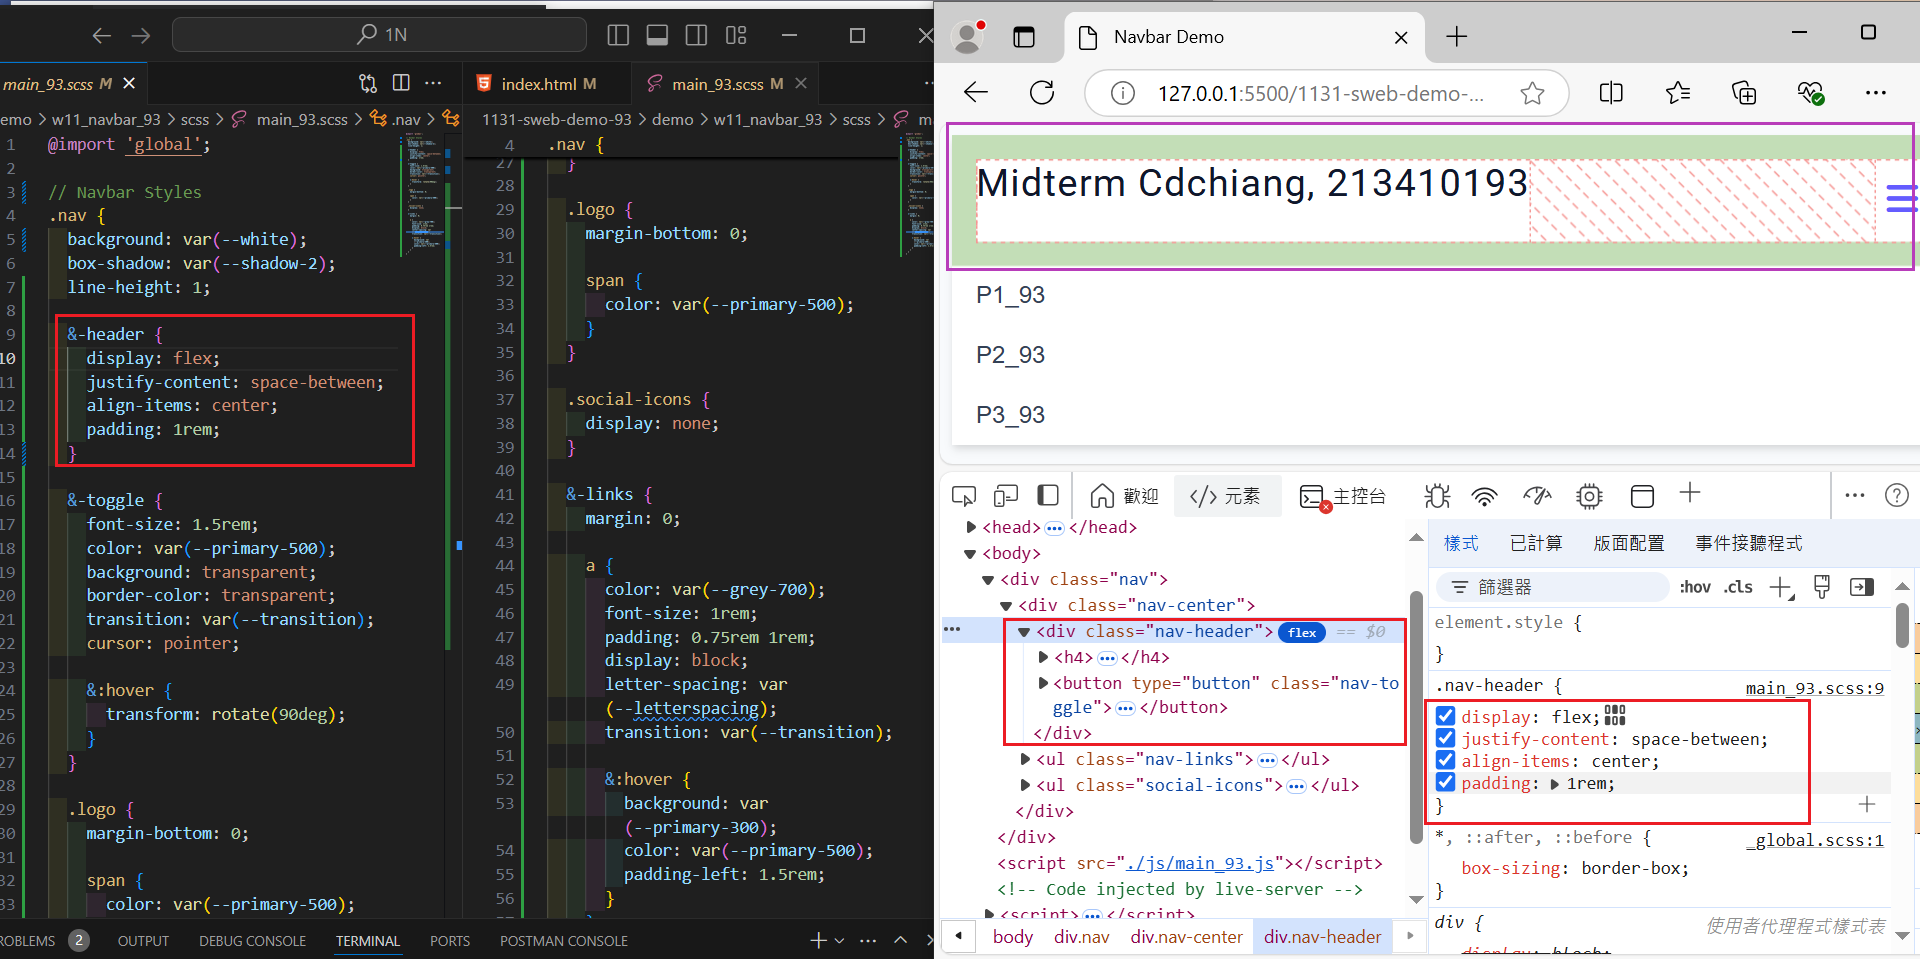 1N
main_93.scss M
index.html M
main_93.scss M
emo > w11_navbar_93 > scss > main_93.scss > .nav >
1131-sweb-demo-93 > demo > w11_navbar_93 > scss >
1 @import 'global';
2
3 // Navbar Styles
4 .nav {
5 background: var(--white);
6 box-shadow: var(--shadow-2);
7 line-height: 1;
8
9 &-header {
10 display: flex;
11 justify-content: space-between;
12 align-items: center;
13 padding: 1rem;
14 }
15
16 &-toggle {
17 font-size: 1.5rem;
18 color: var(--primary-500);
19 background: transparent;
20 border-color: transparent;
21 transition: var(--transition);
22 cursor: pointer;
23
24 &:hover {
25 transform: rotate(90deg);
26 }
27 }
28
29 .logo {
30 margin-bottom: 0;
31
32 span {
33 color: var(--primary-500);
4 .nav {
27 }
28
29 .logo {
30 margin-bottom: 0;
31
32 span {
33 color: var(--primary-500);
34 }
35 }
36
37 .social-icons {
38 display: none;
39 }
40
41 &-links {
42 margin: 0;
43
44 a {
45 color: var(--grey-700);
46 font-size: 1rem;
47 padding: 0.75rem 1rem;
48 display: block;
49 letter-spacing: var
(--letterspacing);
50 transition: var(--transition);
51
52 &:hover {
53 background: var
(--primary-300);
54 color: var(--primary-500);
55 padding-left: 1.5rem;
56 }
ROBLEMS 2 OUTPUT DEBUG CONSOLE TERMINAL PORTS POSTMAN CONSOLE
Navbar Demo
127.0.0.1:5500/1131-sweb-demo-...
Midterm Cdchiang, 213410193
P1_93
P2_93
P3_93
歡迎 </> 元素 主控台
<head> ... </head>
<body>
<div class="nav">
<div class="nav-center">
<div class="nav-header"> flex == $0
<h4> ... </h4>
<button type="button" class="nav-to
ggle"> ... </button>
</div>
<ul class="nav-links"> ... </ul>
<ul class="social-icons"> ... </ul>
</div>
</div>
<script src="./js/main_93.js"></script>
<!-- Code injected by live-server -->
<script> ... </script>
body div.nav div.nav-center div.nav-header
樣式 已計算 版面配置 事件接聽程式
篩選器 :hov .cls
element.style {
}
.nav-header { main_93.scss:9
display: flex;
justify-content: space-between;
align-items: center;
padding: 1rem;
}
*, ::after, ::before { _global.scss:1
box-sizing: border-box;
}
div { 使用者代理程式樣式表
display: block;